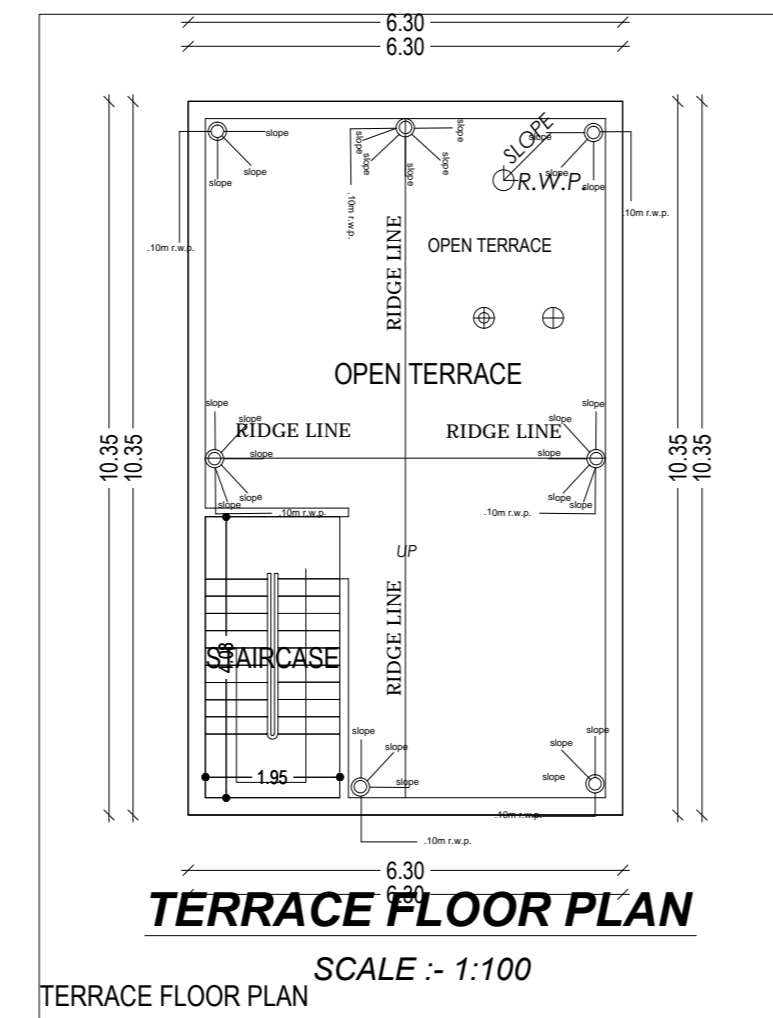 6.30
6.30
slope
slope
slope
slope
slope
slope
slope
slope
SLOPE
slope
slope
slope
R.W.P.
.10m r.w.p.
.10m r.w.p.
.10m r.w.p.
RIDGE LINE
OPEN TERRACE
OPEN TERRACE
10.35
10.35
10.35
10.35
slope
slope
slope
slope
slope
RIDGE LINE
RIDGE LINE
slope
slope
slope
slope
slope
.10m r.w.p.
.10m r.w.p.
UP
RIDGE LINE
4.08
STAIRCASE
1.95
slope
slope
slope
slope
slope
slope
.10m r.w.p.
.10m r.w.p.
6.30
6.30
TERRACE FLOOR PLAN
SCALE :- 1:100
TERRACE FLOOR PLAN